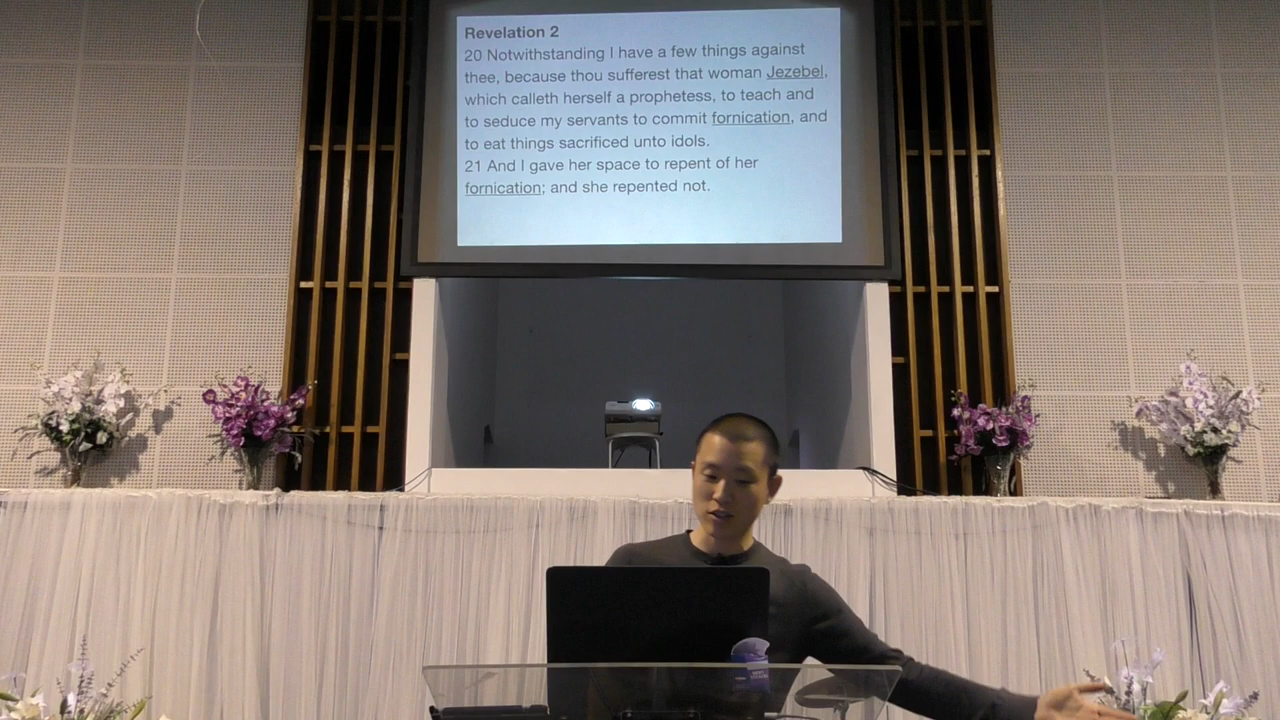 Revelation 2
20 Notwithstanding I have a few things against
thee, because thou sufferest that woman Jezebel,
which calleth herself a prophetess, to teach and
to seduce my servants to commit fornication, and
to eat things sacrificed unto idols.
21 And I gave her space to repent of her
fornication; and she repented not.